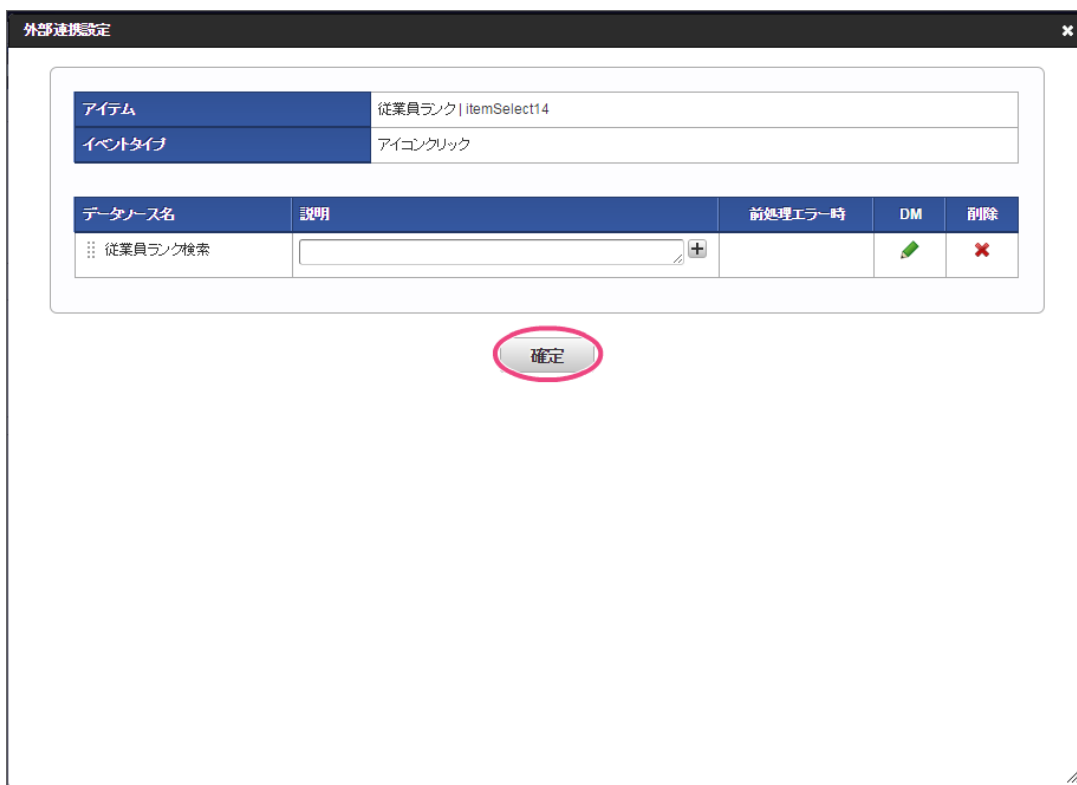 外部連携設定
アイテム 従業員ランク | itemSelect14
イベントタイプ アイコンクリック
データソース名 説明 前処理エラー時 DM 削除
従業員ランク検索
確定